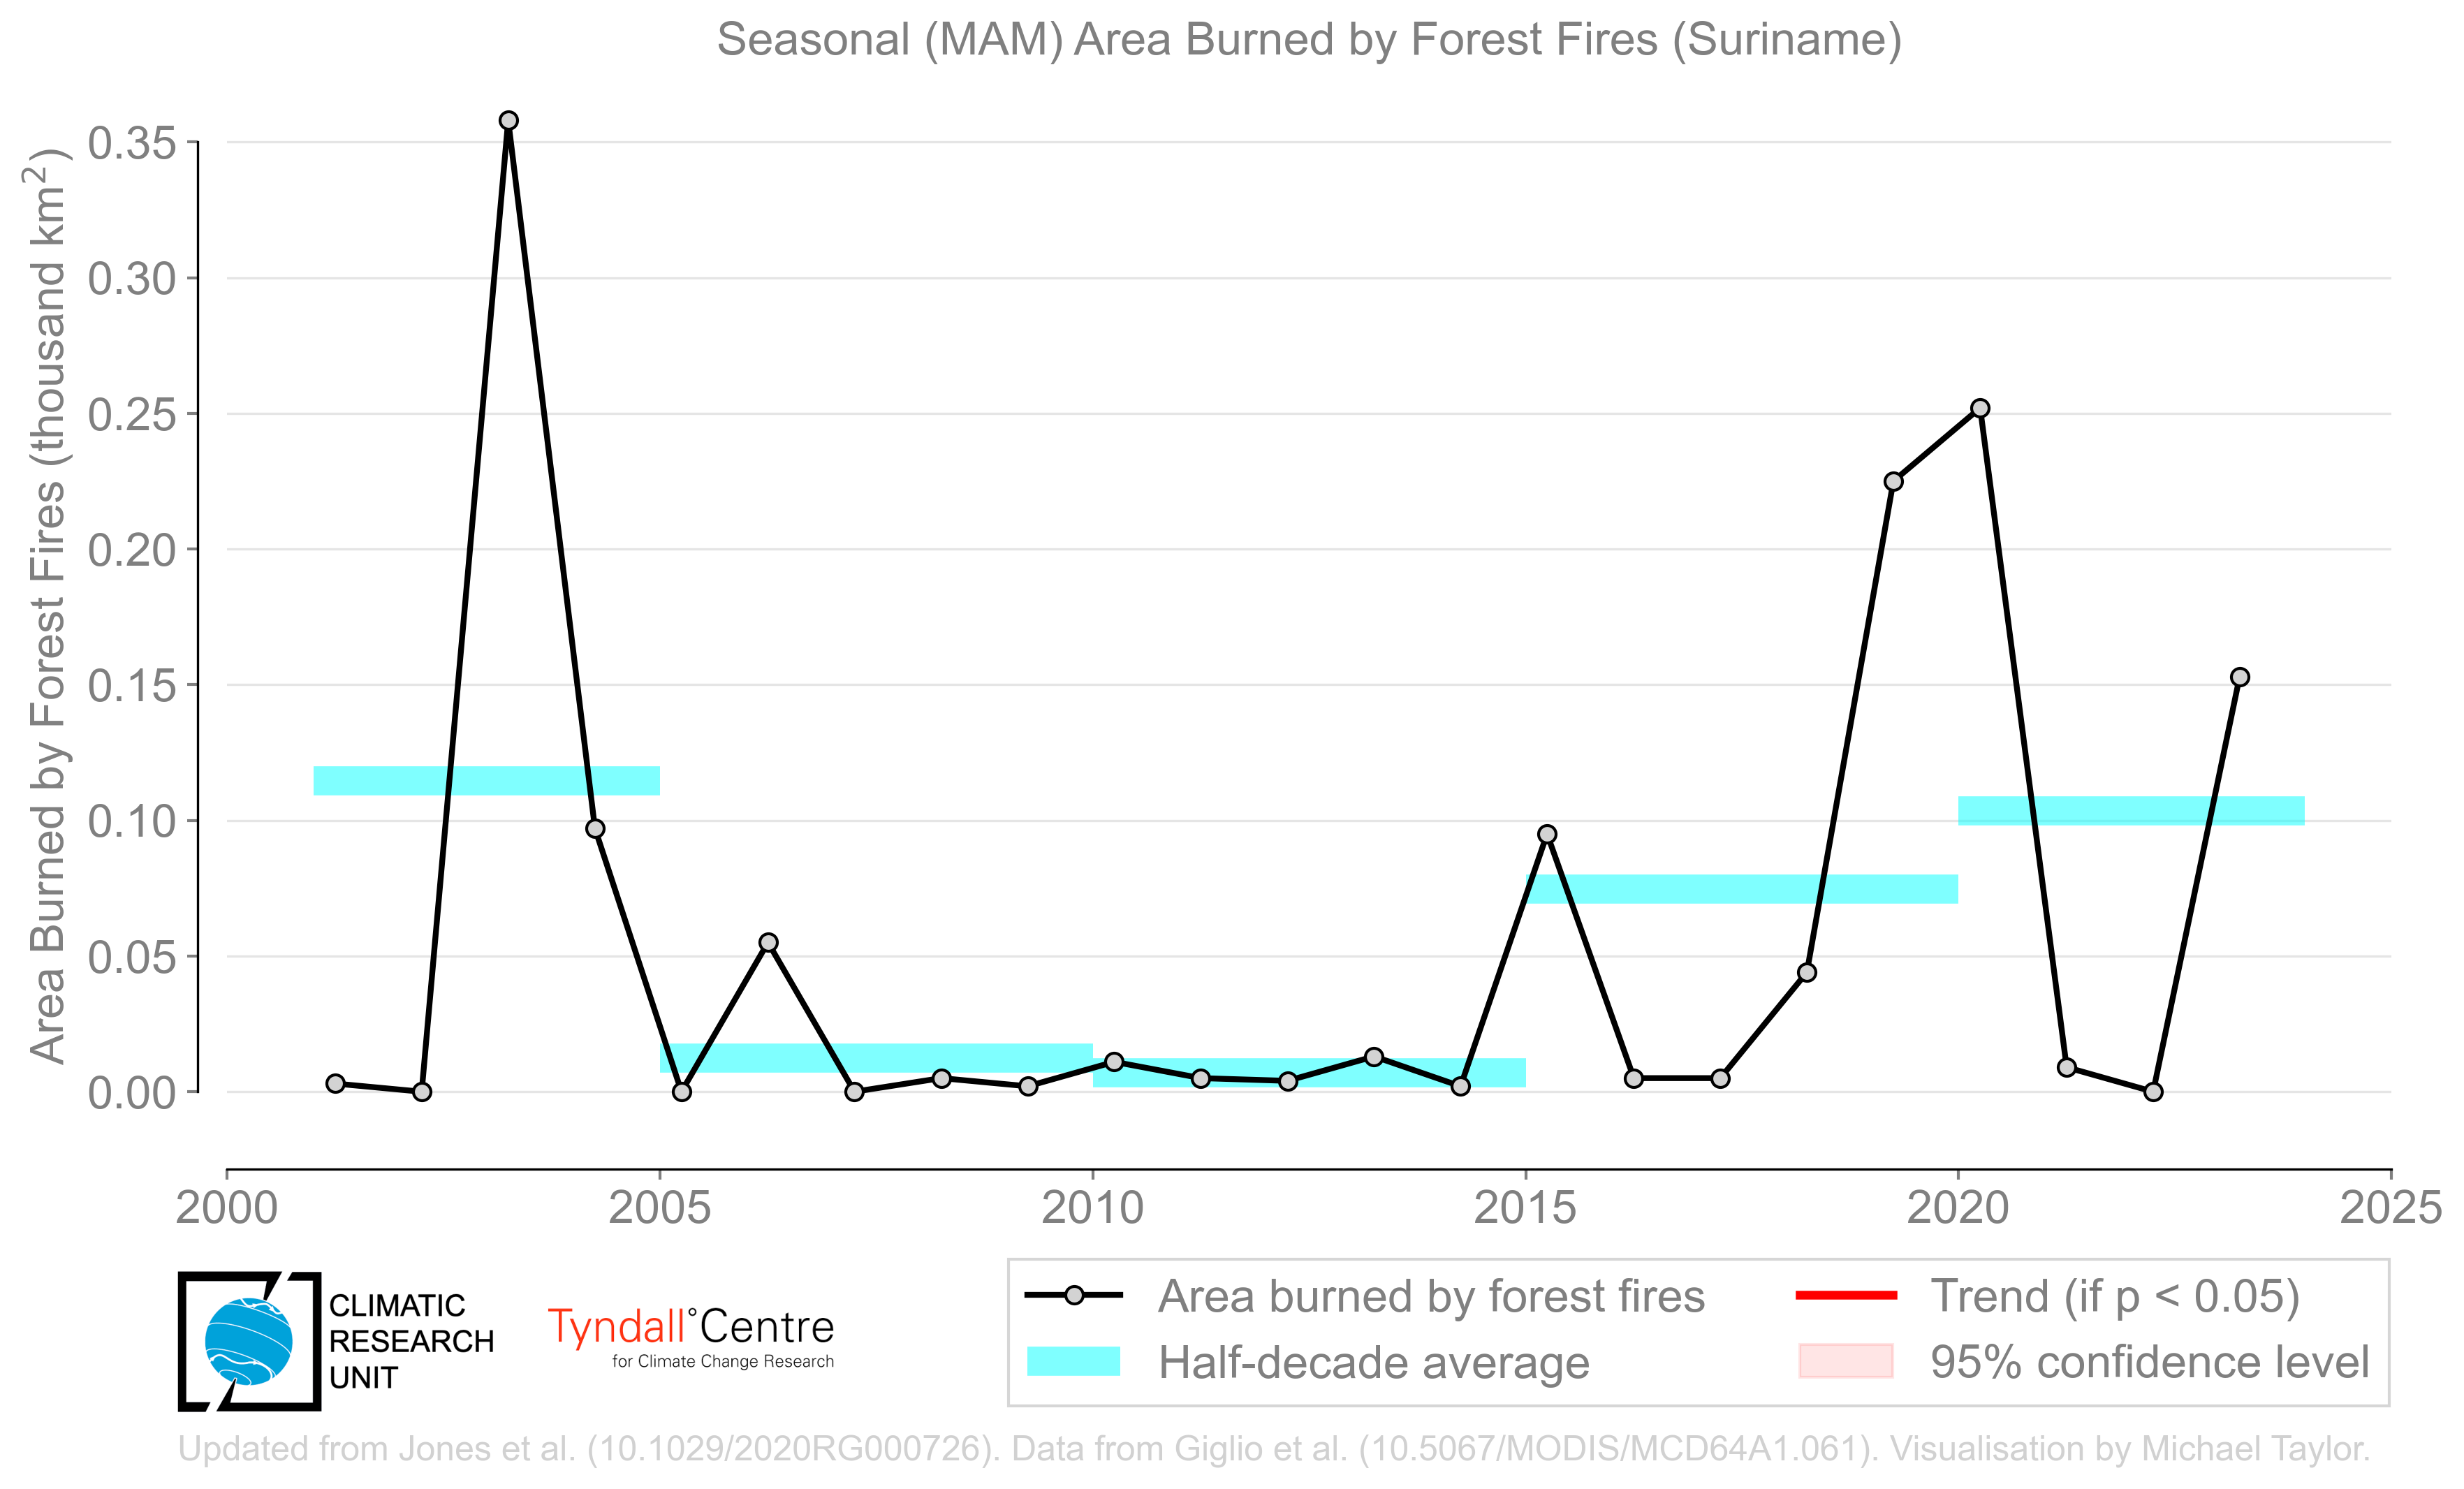 Seasonal (MAM) Area Burned by Forest Fires (Suriname)
Area Burned by Forest Fires (thousand km²)
0.35
0.30
0.25
0.20
0.15
0.10
0.05
0.00
2000 2005 2010 2015 2020 2025
CLIMATIC
RESEARCH
UNIT
Tyndall°Centre
for Climate Change Research
Area burned by forest fires
Half-decade average
Trend (if p < 0.05)
95% confidence level
Updated from Jones et al. (10.1029/2020RG000726). Data from Giglio et al. (10.5067/MODIS/MCD64A1.061). Visualisation by Michael Taylor.